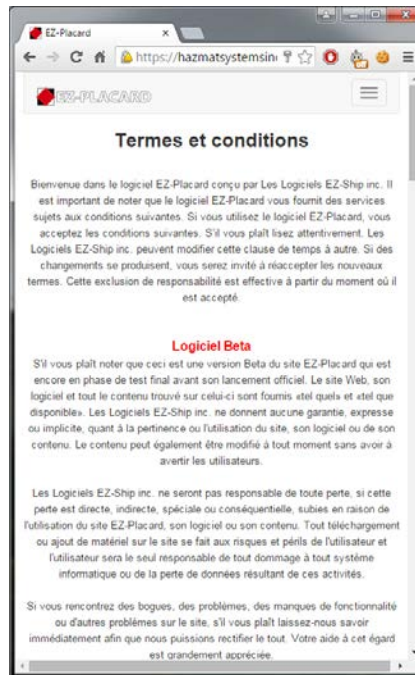 EZ-Placard
https://hazmatsystemsin
EZ-PLACARD
Termes et conditions
Bienvenue dans le logiciel EZ-Placard conçu par Les Logiciels EZ-Ship inc. Il
est important de noter que le logiciel EZ-Placard vous fournit des services
sujets aux conditions suivantes. Si vous utilisez le logiciel EZ-Placard, vous
acceptez les conditions suivantes. S'il vous plaît lisez attentivement. Les
Logiciels EZ-Ship inc. peuvent modifier cette clause de temps à autre. Si des
changements se produisent, vous serez invité à réaccepter les nouveaux
termes. Cette exclusion de responsabilité est effective à partir du moment où il
est accepté.
Logiciel Beta
S'il vous plaît noter que ceci est une version Beta du site EZ-Placard qui est
encore en phase de test final avant son lancement officiel. Le site Web, son
logiciel et tout le contenu trouvé sur celui-ci sont fournis «tel quel» et «tel que
disponible». Les Logiciels EZ-Ship inc. ne donnent aucune garantie, expresse
ou implicite, quant à la pertinence ou l'utilisation du site, son logiciel ou de son
contenu. Le contenu peut également être modifié à tout moment sans avoir à
avertir les utilisateurs.
Les Logiciels EZ-Ship inc. ne seront pas responsable de toute perte, si cette
perte est directe, indirecte, spéciale ou conséquentielle, subies en raison de
l'utilisation du site EZ-Placard, son logiciel ou son contenu. Tout téléchargement
ou ajout de matériel sur le site se fait aux risques et périls de l'utilisateur et
l'utilisateur sera le seul responsable de tout dommage à tout système
informatique ou de la perte de données résultant de ces activités.
Si vous rencontrez des bogues, des problèmes, des manques de fonctionnalité
ou d'autres problèmes sur le site, s'il vous plaît laissez-nous savoir
immédiatement afin que nous puissions rectifier le tout. Votre aide à cet égard
est grandement appréciée.